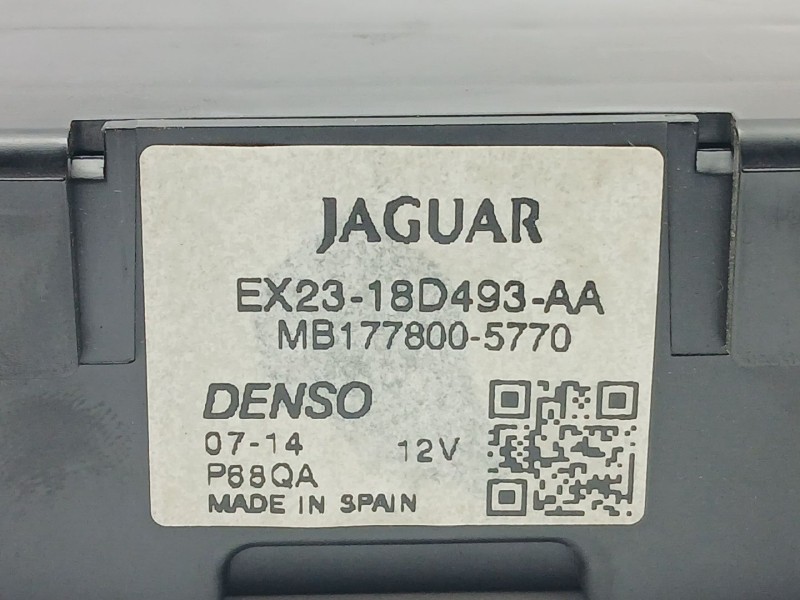 JAGUAR
EX23-18D493-AA
MB177800-5770
DENSO
07-14 12V
P68QA
MADE IN SPAIN